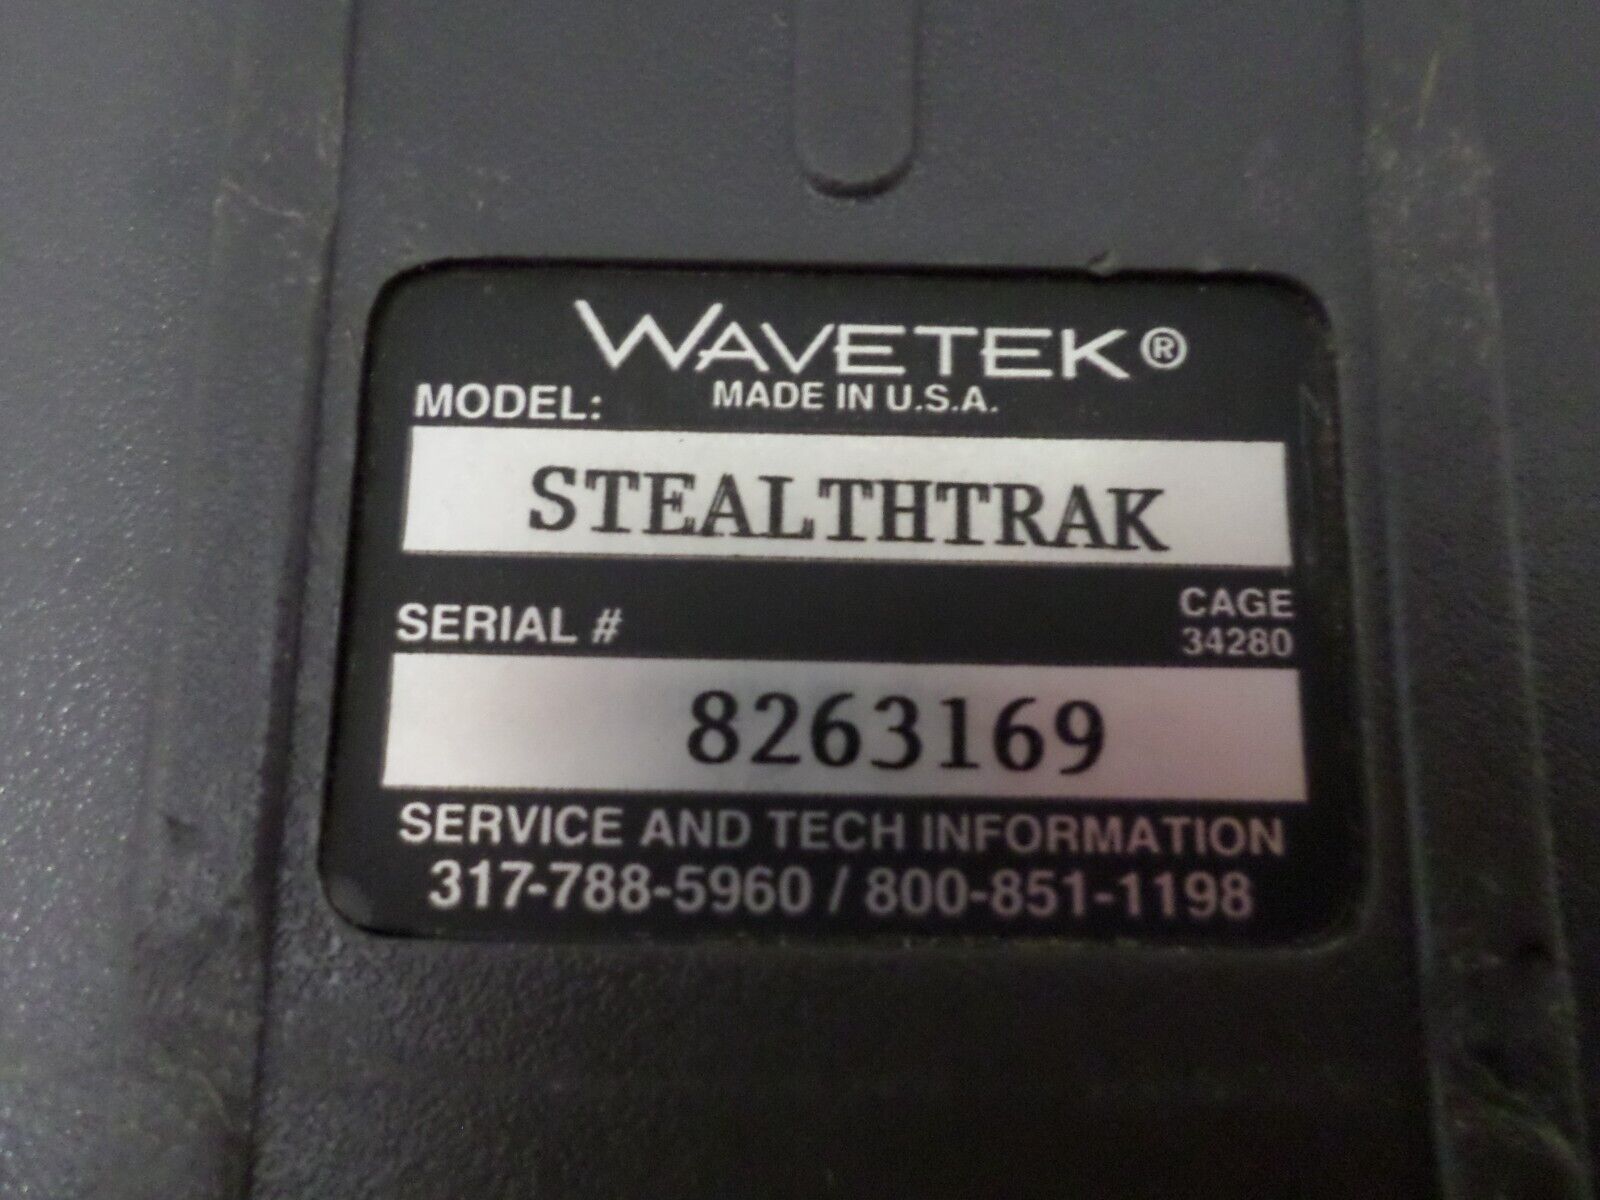 WAVETEK®
MADE IN U.S.A.
MODEL:
STEALTHTRAK
CAGE
34280
SERIAL #
8263169
SERVICE AND TECH INFORMATION
317-788-5960 / 800-851-1198